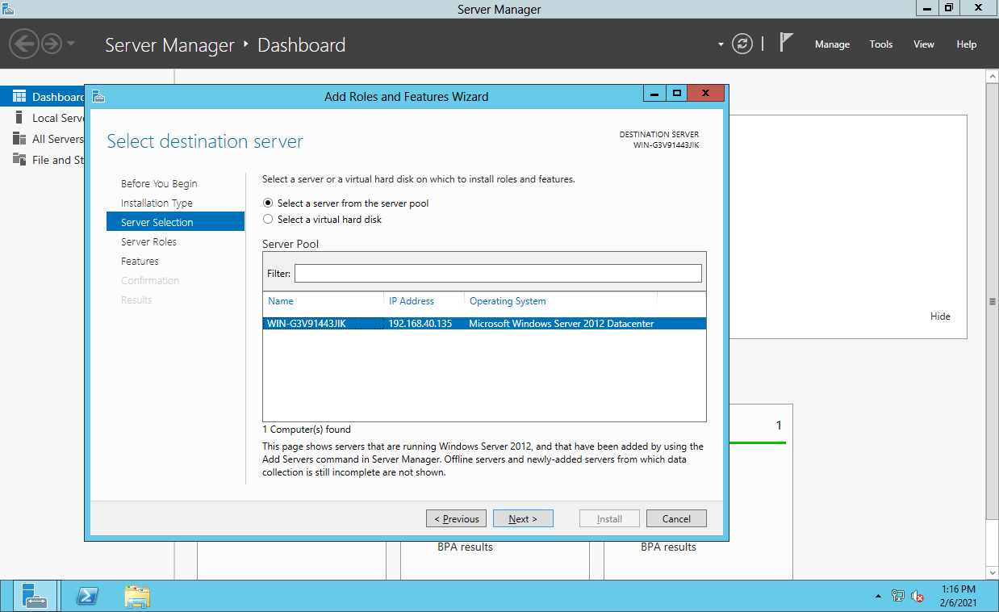 Server Manager
Server Manager ‣ Dashboard
Manage Tools View Help
Dashboard
Local Serve
All Servers
File and St
Add Roles and Features Wizard
Select destination server
DESTINATION SERVER
WIN-G3V91443JIK
Before You Begin
Installation Type
Server Selection
Server Roles
Features
Confirmation
Results
Select a server or a virtual hard disk on which to install roles and features.
Select a server from the server pool
Select a virtual hard disk
Server Pool
Filter:
Name IP Address Operating System
WIN-G3V91443JIK 192.168.40.135 Microsoft Windows Server 2012 Datacenter
1 Computer(s) found
This page shows servers that are running Windows Server 2012, and that have been added by using the
Add Servers command in Server Manager. Offline servers and newly-added servers from which data
collection is still incomplete are not shown.
< Previous Next > Install Cancel
Hide
1
BPA results BPA results
1:16 PM
2/6/2021